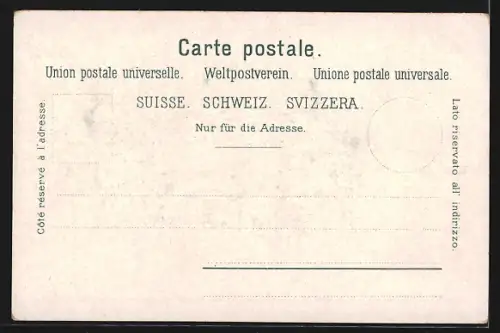 Carte postale.
Union postale universelle. Weltpostverein. Unione postale universale.
SUISSE. SCHWEIZ. SVIZZERA.
Nur für die Adresse.
Côté réservé à l'adresse.
Lato riservato all' indirizzo.